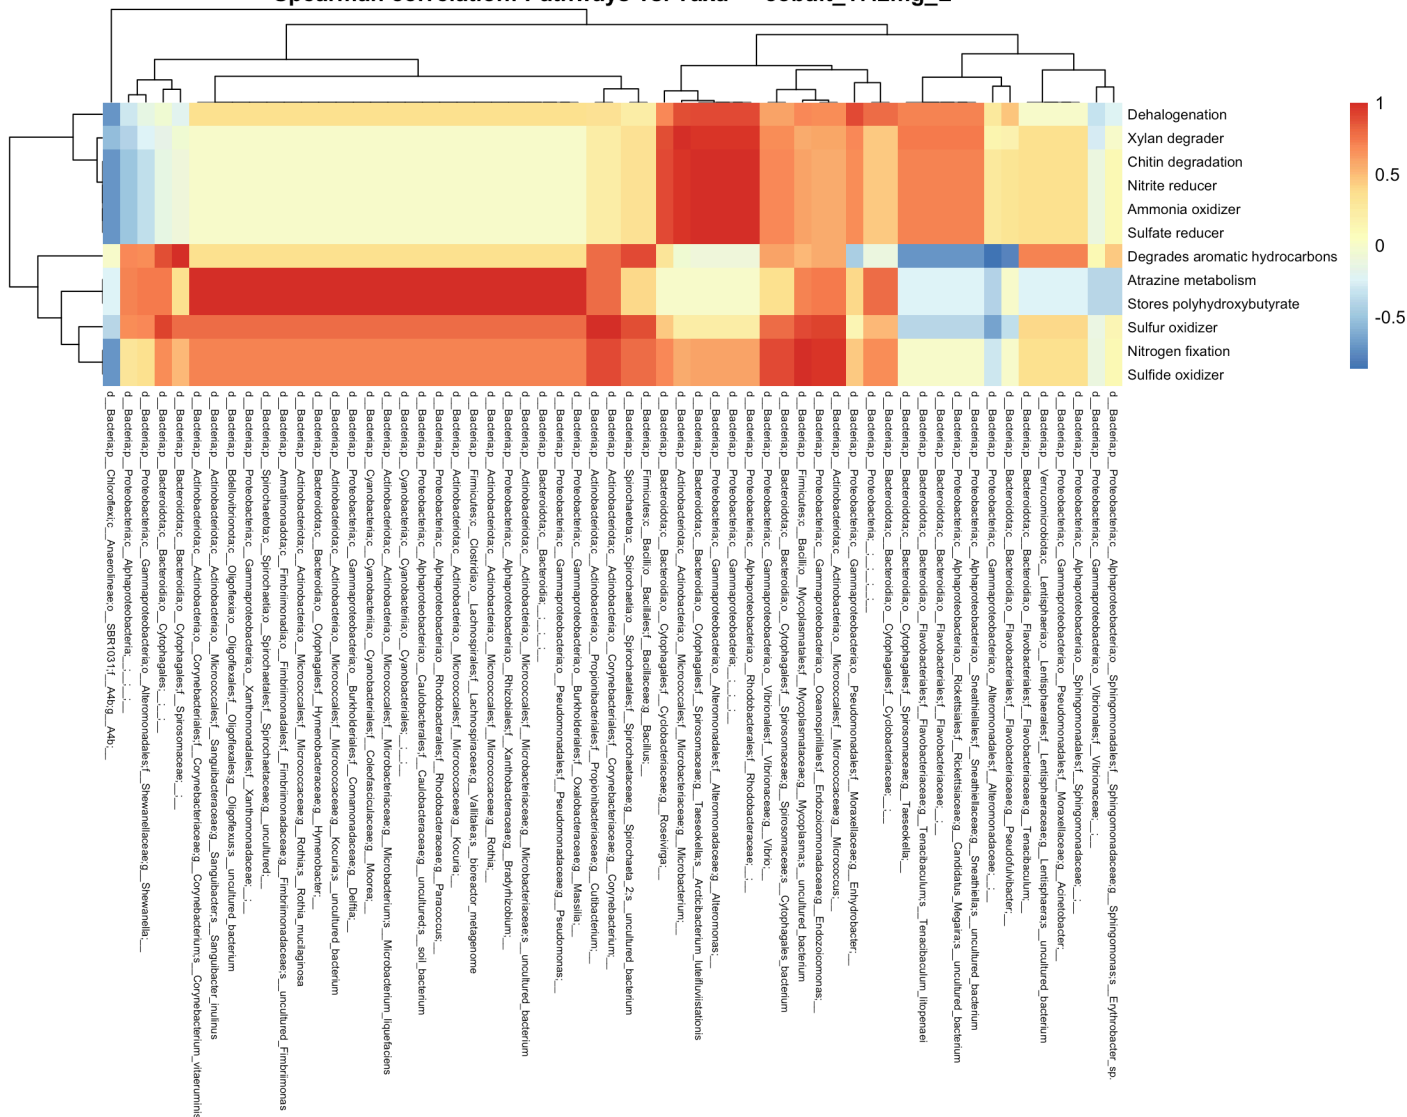 Dehalogenation
Xylan degrader
Chitin degradation
Nitrite reducer
Ammonia oxidizer
Sulfate reducer
Degrades aromatic hydrocarbons
Atrazine metabolism
Stores polyhydroxybutyrate
Sulfur oxidizer
Nitrogen fixation
Sulfide oxidizer
1
0.5
0
-0.5
d__Bacteria;p__Chloroflexi;c__Anaerolineae;o__SBR1031;f__A4b;g__A4b;__
d__Bacteria;p__Proteobacteria;c__Alphaproteobacteria;__;__;__;__
d__Bacteria;p__Proteobacteria;c__Gammaproteobacteria;o__Alteromonadales;f__Shewanellaceae;g__Shewanella;__
d__Bacteria;p__Bacteroidota;c__Bacteroidia;o__Cytophagales;__;__;__
d__Bacteria;p__Bacteroidota;c__Bacteroidia;o__Cytophagales;f__Spirosomaceae;__;__
d__Bacteria;p__Actinobacteriota;c__Actinobacteria;o__Corynebacteriales;f__Corynebacteriaceae;g__Corynebacterium;s__Corynebacterium_vitaeruminis
d__Bacteria;p__Actinobacteriota;c__Actinobacteria;o__Micrococcales;f__Sanguibacteraceae;g__Sanguibacter;s__Sanguibacter_inulinus
d__Bacteria;p__Bdellovibrionota;c__Oligoflexia;o__Oligoflexales;f__Oligoflexales;g__Oligoflexus;s__uncultured_bacterium
d__Bacteria;p__Proteobacteria;c__Gammaproteobacteria;o__Xanthomonadales;f__Xanthomonadaceae;__;__
d__Bacteria;p__Spirochaetota;c__Spirochaetia;o__Spirochaetales;f__Spirochaetaceae;g__uncultured;__
d__Bacteria;p__Armatimonadota;c__Fimbriimonadia;o__Fimbriimonadales;f__Fimbriimonadaceae;g__Fimbriimonadaceae;s__uncultured_Fimbriimonas
d__Bacteria;p__Actinobacteriota;c__Actinobacteria;o__Micrococcales;f__Micrococcaceae;g__Rothia;s__Rothia_mucilaginosa
d__Bacteria;p__Bacteroidota;c__Bacteroidia;o__Cytophagales;f__Hymenobacteraceae;g__Hymenobacter;__
d__Bacteria;p__Actinobacteriota;c__Actinobacteria;o__Micrococcales;f__Micrococcaceae;g__Kocuria;s__uncultured_bacterium
d__Bacteria;p__Proteobacteria;c__Gammaproteobacteria;o__Burkholderiales;f__Comamonadaceae;g__Delftia;__
d__Bacteria;p__Cyanobacteria;c__Cyanobacteriia;o__Cyanobacteriales;f__Coleofasciculaceae;g__Moorea;__
d__Bacteria;p__Actinobacteriota;c__Actinobacteria;o__Micrococcales;f__Microbacteriaceae;g__Microbacterium;s__Microbacterium_liquefaciens
d__Bacteria;p__Cyanobacteria;c__Cyanobacteriia;o__Cyanobacteriales;__;__;__
d__Bacteria;p__Proteobacteria;c__Alphaproteobacteria;o__Caulobacterales;f__Caulobacteraceae;g__uncultured;s__soil_bacterium
d__Bacteria;p__Proteobacteria;c__Alphaproteobacteria;o__Rhodobacterales;f__Rhodobacteraceae;g__Paracoccus;__
d__Bacteria;p__Actinobacteriota;c__Actinobacteria;o__Micrococcales;f__Micrococcaceae;g__Kocuria;__
d__Bacteria;p__Firmicutes;c__Clostridia;o__Lachnospirales;f__Lachnospiraceae;g__Vallitalea;s__bioreactor_metagenome
d__Bacteria;p__Actinobacteriota;c__Actinobacteria;o__Micrococcales;f__Micrococcaceae;g__Rothia;__
d__Bacteria;p__Proteobacteria;c__Alphaproteobacteria;o__Rhizobiales;f__Xanthobacteraceae;g__Bradyrhizobium;__
d__Bacteria;p__Actinobacteriota;c__Actinobacteria;o__Micrococcales;f__Microbacteriaceae;g__Microbacteriaceae;s__uncultured_bacterium
d__Bacteria;p__Bacteroidota;c__Bacteroidia;__;__;__;__
d__Bacteria;p__Proteobacteria;c__Gammaproteobacteria;o__Pseudomonadales;f__Pseudomonadaceae;g__Pseudomonas;__
d__Bacteria;p__Proteobacteria;c__Gammaproteobacteria;o__Burkholderiales;f__Oxalobacteraceae;g__Massilia;__
d__Bacteria;p__Actinobacteriota;c__Actinobacteria;o__Propionibacteriales;f__Propionibacteriaceae;g__Cutibacterium;__
d__Bacteria;p__Actinobacteriota;c__Actinobacteria;o__Corynebacteriales;f__Corynebacteriaceae;g__Corynebacterium;__
d__Bacteria;p__Spirochaetota;c__Spirochaetia;o__Spirochaetales;f__Spirochaetaceae;g__Spirochaeta_2;s__uncultured_bacterium
d__Bacteria;p__Firmicutes;c__Bacilli;o__Bacillales;f__Bacillaceae;g__Bacillus;__
d__Bacteria;p__Bacteroidota;c__Bacteroidia;o__Cytophagales;f__Cyclobacteriaceae;g__Roseivirga;__
d__Bacteria;p__Actinobacteriota;c__Actinobacteria;o__Micrococcales;f__Microbacteriaceae;g__Microbacterium;__
d__Bacteria;p__Bacteroidota;c__Bacteroidia;o__Cytophagales;f__Spirosomaceae;g__Taeseokella;s__Arcticibacterium_luteifluviistationis
d__Bacteria;p__Proteobacteria;c__Gammaproteobacteria;o__Alteromonadales;f__Alteromonadaceae;g__Alteromonas;__
d__Bacteria;p__Proteobacteria;c__Gammaproteobacteria;__;__;__;__
d__Bacteria;p__Proteobacteria;c__Alphaproteobacteria;o__Rhodobacterales;f__Rhodobacteraceae;__;__
d__Bacteria;p__Proteobacteria;c__Gammaproteobacteria;o__Vibrionales;f__Vibrionaceae;g__Vibrio;__
d__Bacteria;p__Bacteroidota;c__Bacteroidia;o__Cytophagales;f__Spirosomaceae;g__Spirosomaceae;s__Cytophagales_bacterium
d__Bacteria;p__Firmicutes;c__Bacilli;o__Mycoplasmatales;f__Mycoplasmataceae;g__Mycoplasma;s__uncultured_bacterium
d__Bacteria;p__Proteobacteria;c__Gammaproteobacteria;o__Oceanospirillales;f__Endozoicomonadaceae;g__Endozoicomonas;__
d__Bacteria;p__Actinobacteriota;c__Actinobacteria;o__Micrococcales;f__Micrococcaceae;g__Micrococcus;__
d__Bacteria;p__Proteobacteria;c__Gammaproteobacteria;o__Pseudomonadales;f__Moraxellaceae;g__Enhydrobacter;__
d__Bacteria;p__Proteobacteria;__;__;__;__;__
d__Bacteria;p__Bacteroidota;c__Bacteroidia;o__Cytophagales;f__Cyclobacteriaceae;__;__
d__Bacteria;p__Bacteroidota;c__Bacteroidia;o__Cytophagales;f__Spirosomaceae;g__Taeseokella;__
d__Bacteria;p__Bacteroidota;c__Bacteroidia;o__Flavobacteriales;f__Flavobacteriaceae;g__Tenacibaculum;s__Tenacibaculum_litopenaei
d__Bacteria;p__Bacteroidota;c__Bacteroidia;o__Flavobacteriales;f__Flavobacteriaceae;__;__
d__Bacteria;p__Proteobacteria;c__Alphaproteobacteria;o__Rickettsiales;f__Rickettsiaceae;g__Candidatus_Megaira;s__uncultured_bacterium
d__Bacteria;p__Proteobacteria;c__Alphaproteobacteria;o__Sneathiellales;f__Sneathiellaceae;g__Sneathiella;s__uncultured_bacterium
d__Bacteria;p__Proteobacteria;c__Gammaproteobacteria;o__Alteromonadales;f__Alteromonadaceae;__;__
d__Bacteria;p__Bacteroidota;c__Bacteroidia;o__Flavobacteriales;f__Flavobacteriaceae;g__Pseudofulvibacter;__
d__Bacteria;p__Bacteroidota;c__Bacteroidia;o__Flavobacteriales;f__Flavobacteriaceae;g__Tenacibaculum;__
d__Bacteria;p__Verrucomicrobiota;c__Lentisphaeria;o__Lentisphaerales;f__Lentisphaeraceae;g__Lentisphaera;s__uncultured_bacterium
d__Bacteria;p__Proteobacteria;c__Gammaproteobacteria;o__Pseudomonadales;f__Moraxellaceae;g__Acinetobacter;__
d__Bacteria;p__Proteobacteria;c__Alphaproteobacteria;o__Sphingomonadales;f__Sphingomonadaceae;__;__
d__Bacteria;p__Proteobacteria;c__Gammaproteobacteria;o__Vibrionales;f__Vibrionaceae;__;__
d__Bacteria;p__Proteobacteria;c__Alphaproteobacteria;o__Sphingomonadales;f__Sphingomonadaceae;g__Sphingomonas;s__Erythrobacter_sp.